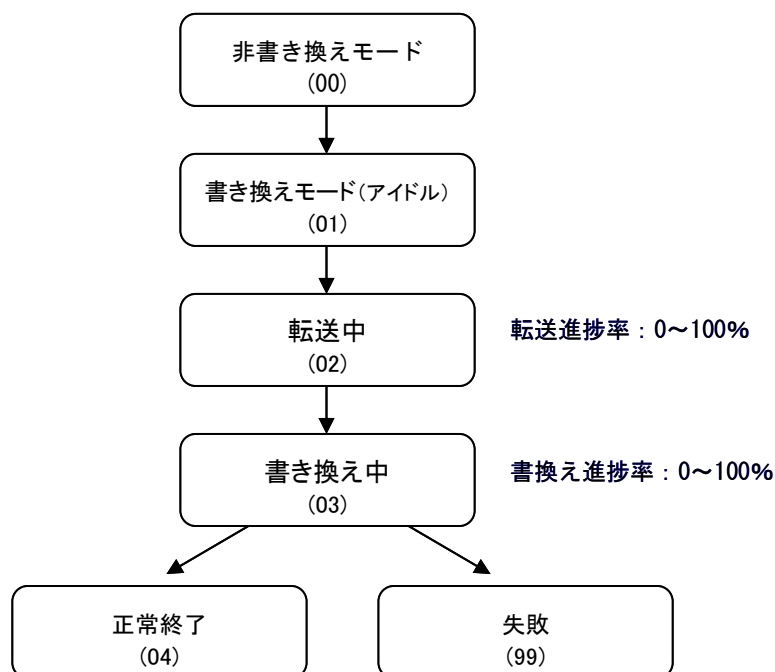 非書き換えモード
(00)
書き換えモード(アイドル)
(01)
転送中
(02)
転送進捗率：0～100%
書き換え中
(03)
書換え進捗率：0～100%
正常終了
(04)
失敗
(99)